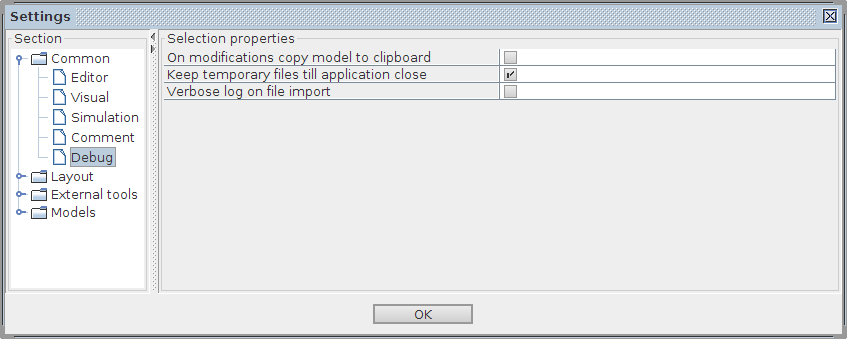 Settings
Section
Common
Editor
Visual
Simulation
Comment
Debug
Layout
External tools
Models
Selection properties
On modifications copy model to clipboard
Keep temporary files till application close
Verbose log on file import
OK